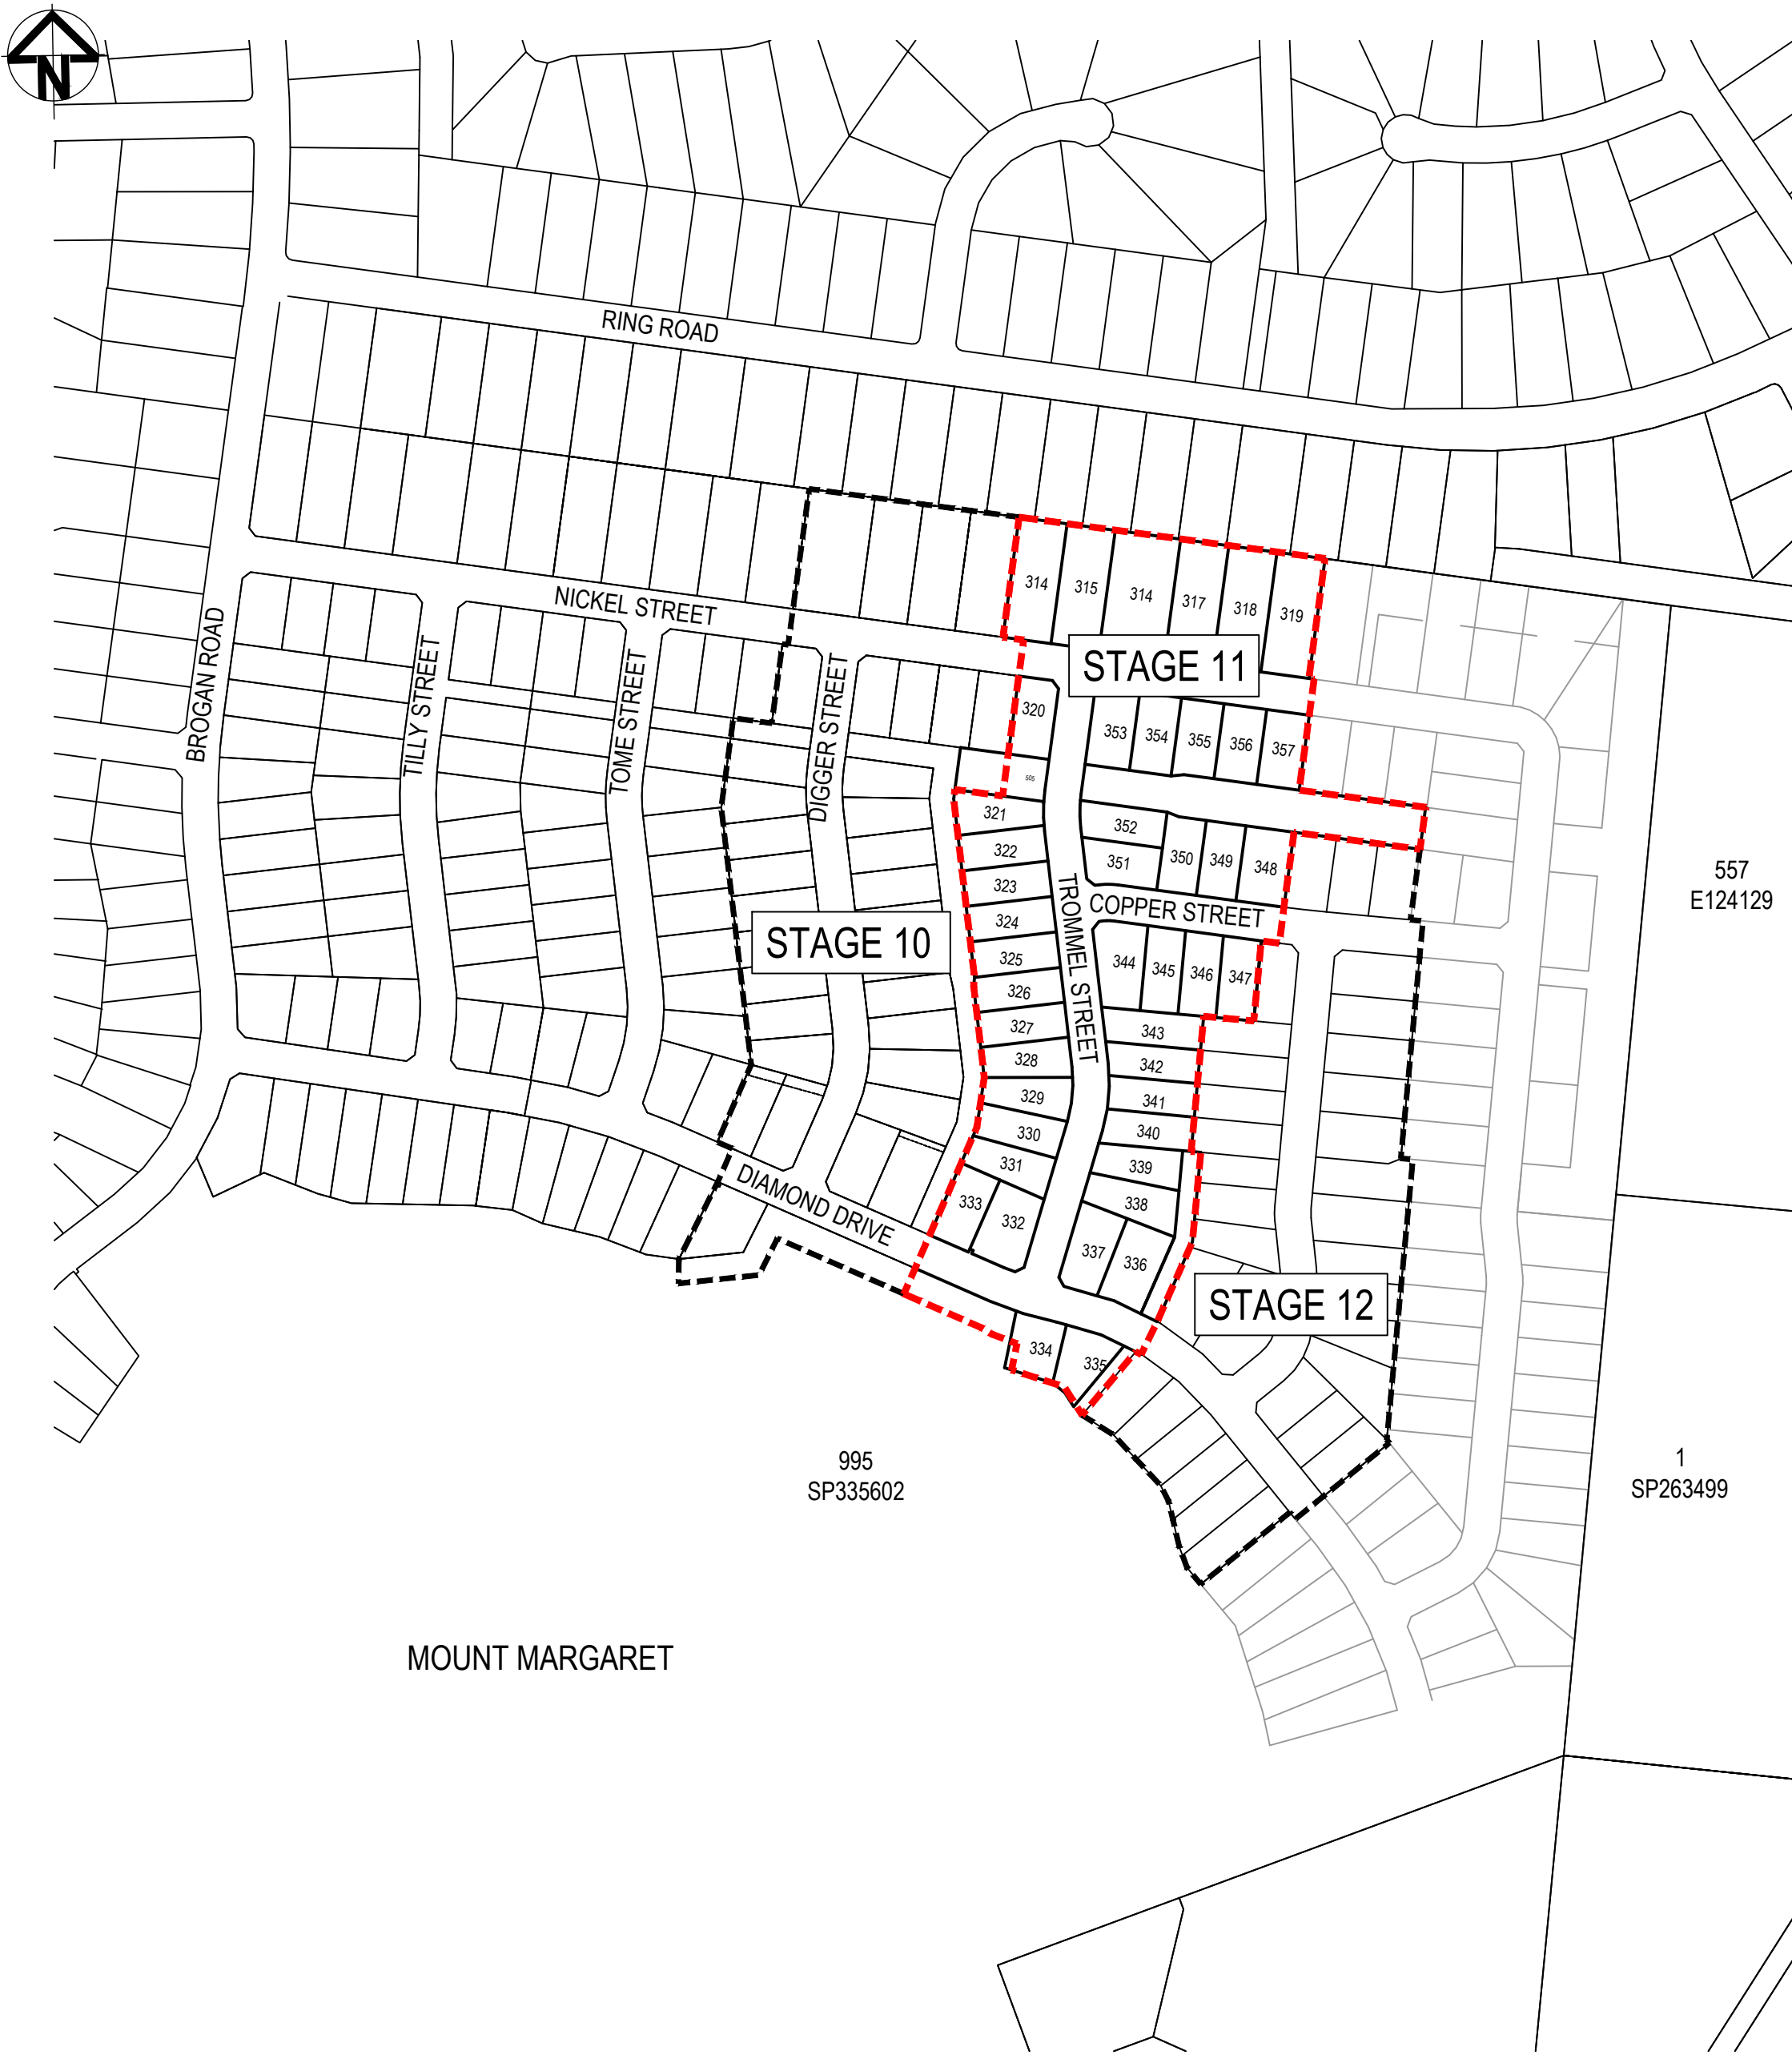 N
RING ROAD
NICKEL STREET
BROGAN ROAD
TILLY STREET
TOME STREET
DIGGER STREET
314
315
314
317
318
319
STAGE 11
320
353
354
355
356
357
505
321
322
323
324
325
326
327
328
329
330
331
333
332
352
351
350
349
348
TROMMEL STREET
COPPER STREET
344
345
346
347
343
342
341
340
339
338
337
336
STAGE 10
STAGE 12
DIAMOND DRIVE
334
335
557
E124129
995
SP335602
1
SP263499
MOUNT MARGARET